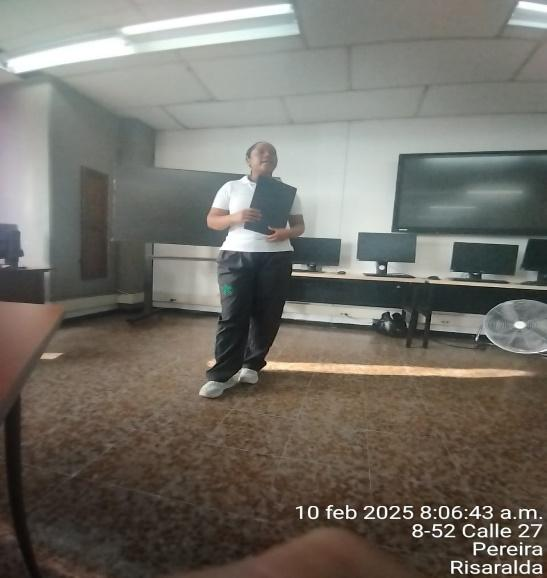 10 feb 2025 8:06:43 a.m.
8-52 Calle 27
Pereira
Risaralda